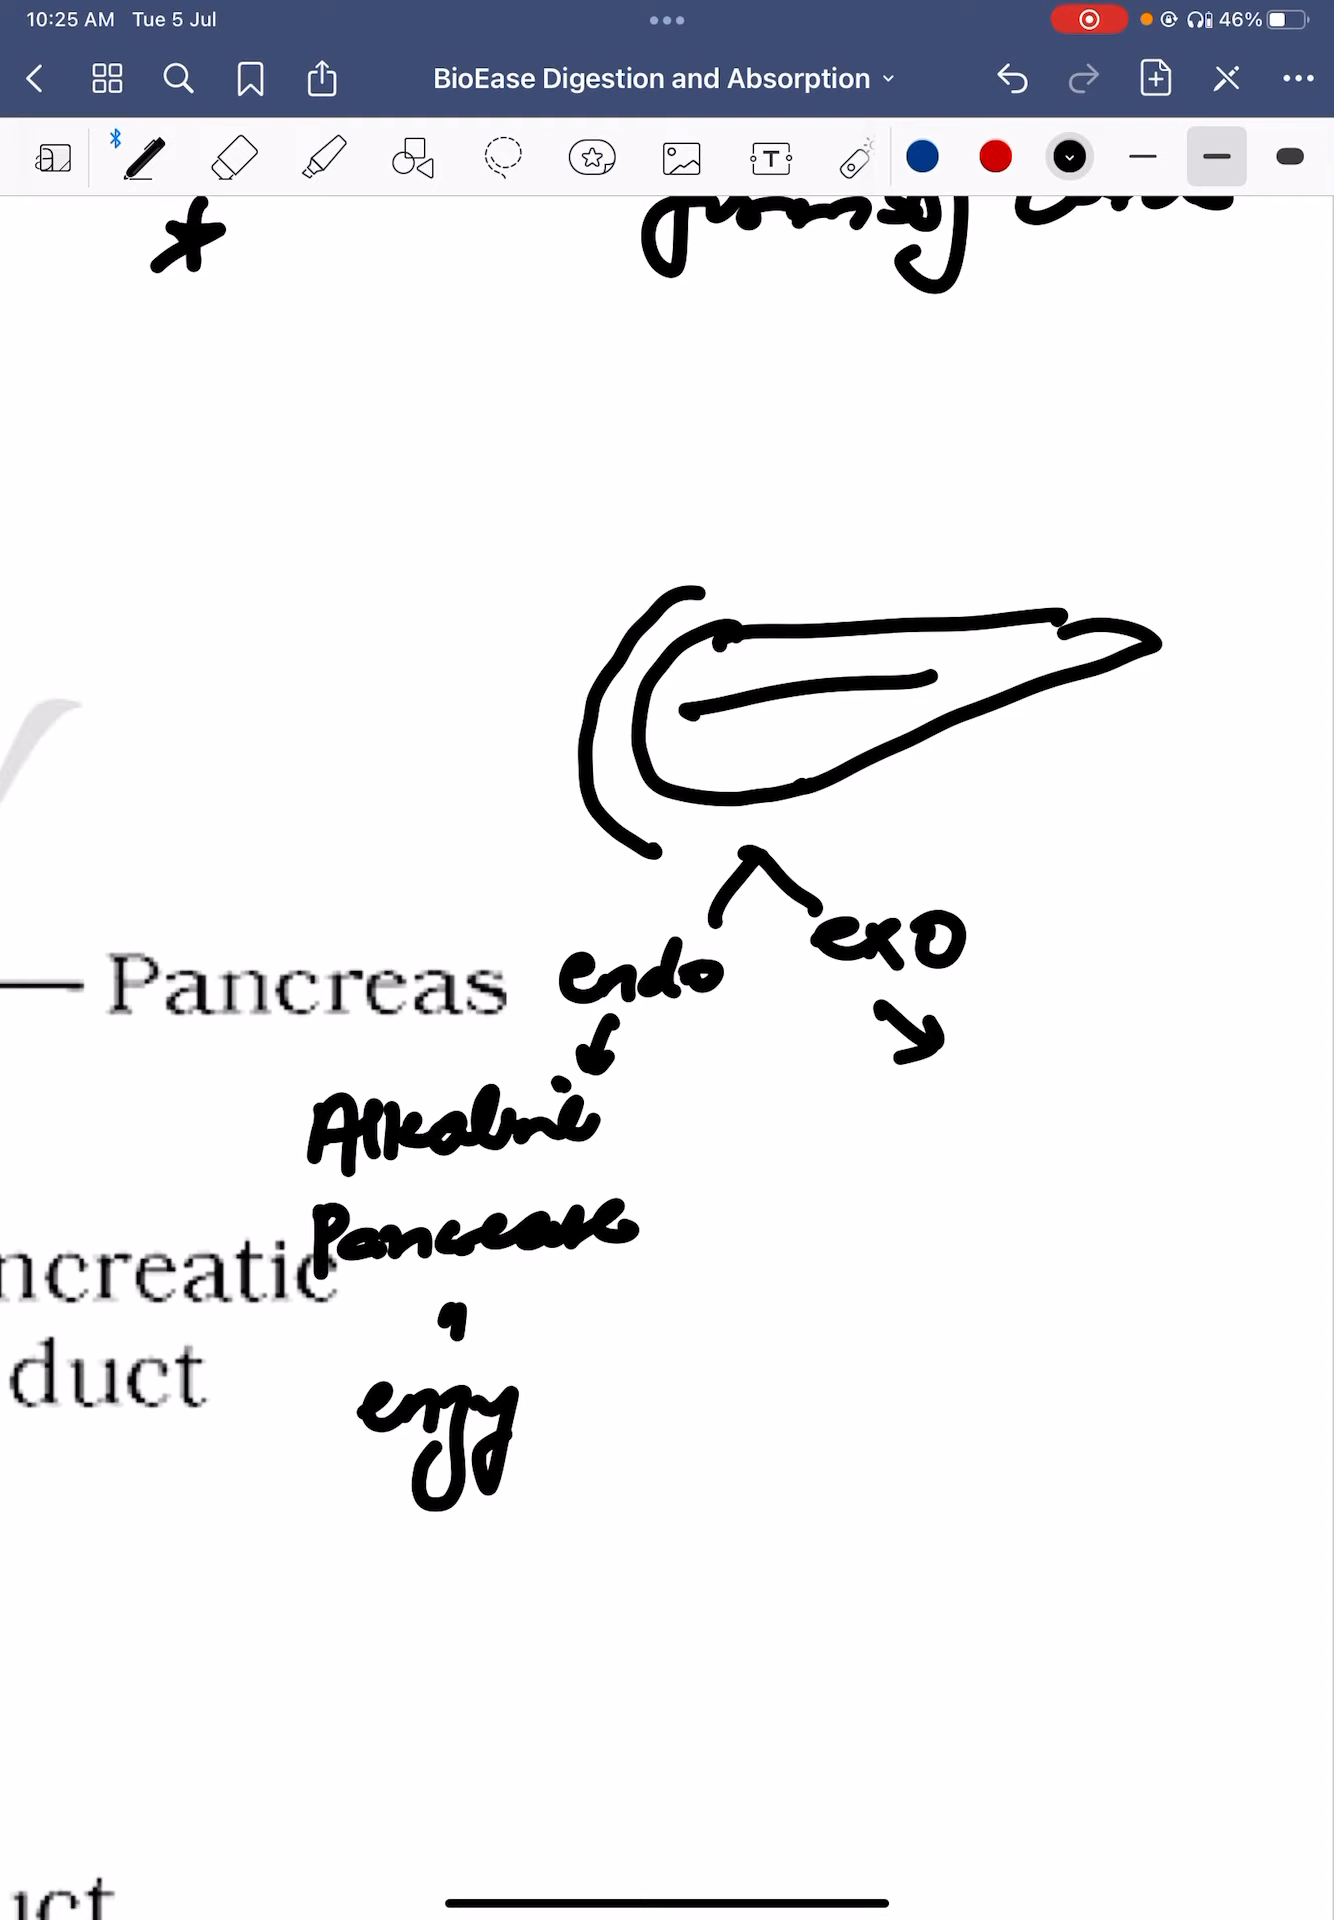 10:25 AM Tue 5 Jul
46%
BioEase Digestion and Absorption
T
exo
endo
Pancreas
Alkaline
Pancreatic
ncreatic
duct
enzy
uct